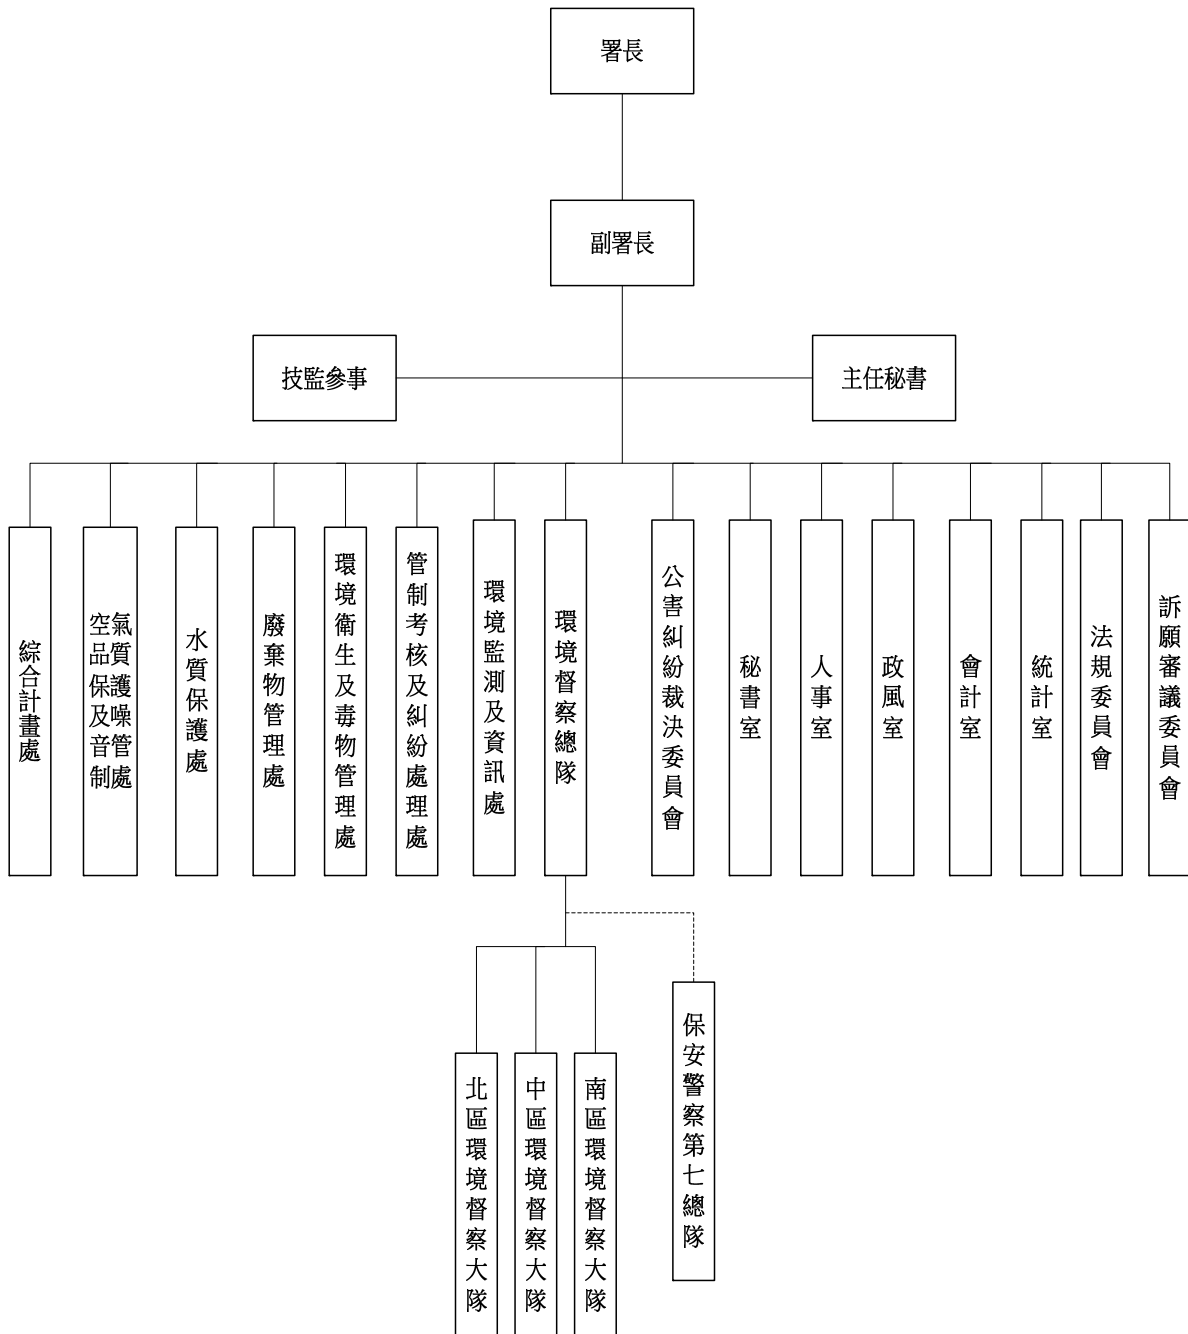 署長
副署長
技監參事
主任秘書
綜合計畫處
空氣
品質
保護
及噪
音管
制處
水質保護處
廢棄物管理處
環境衛生及毒物管理處
管制考核及糾紛處理處
環境監測及資訊處
環境督察總隊
公害糾紛裁決委員會
秘書室
人事室
政風室
會計室
統計室
法規委員會
訴願審議委員會
北區環境督察大隊
中區環境督察大隊
南區環境督察大隊
保安警察第七總隊